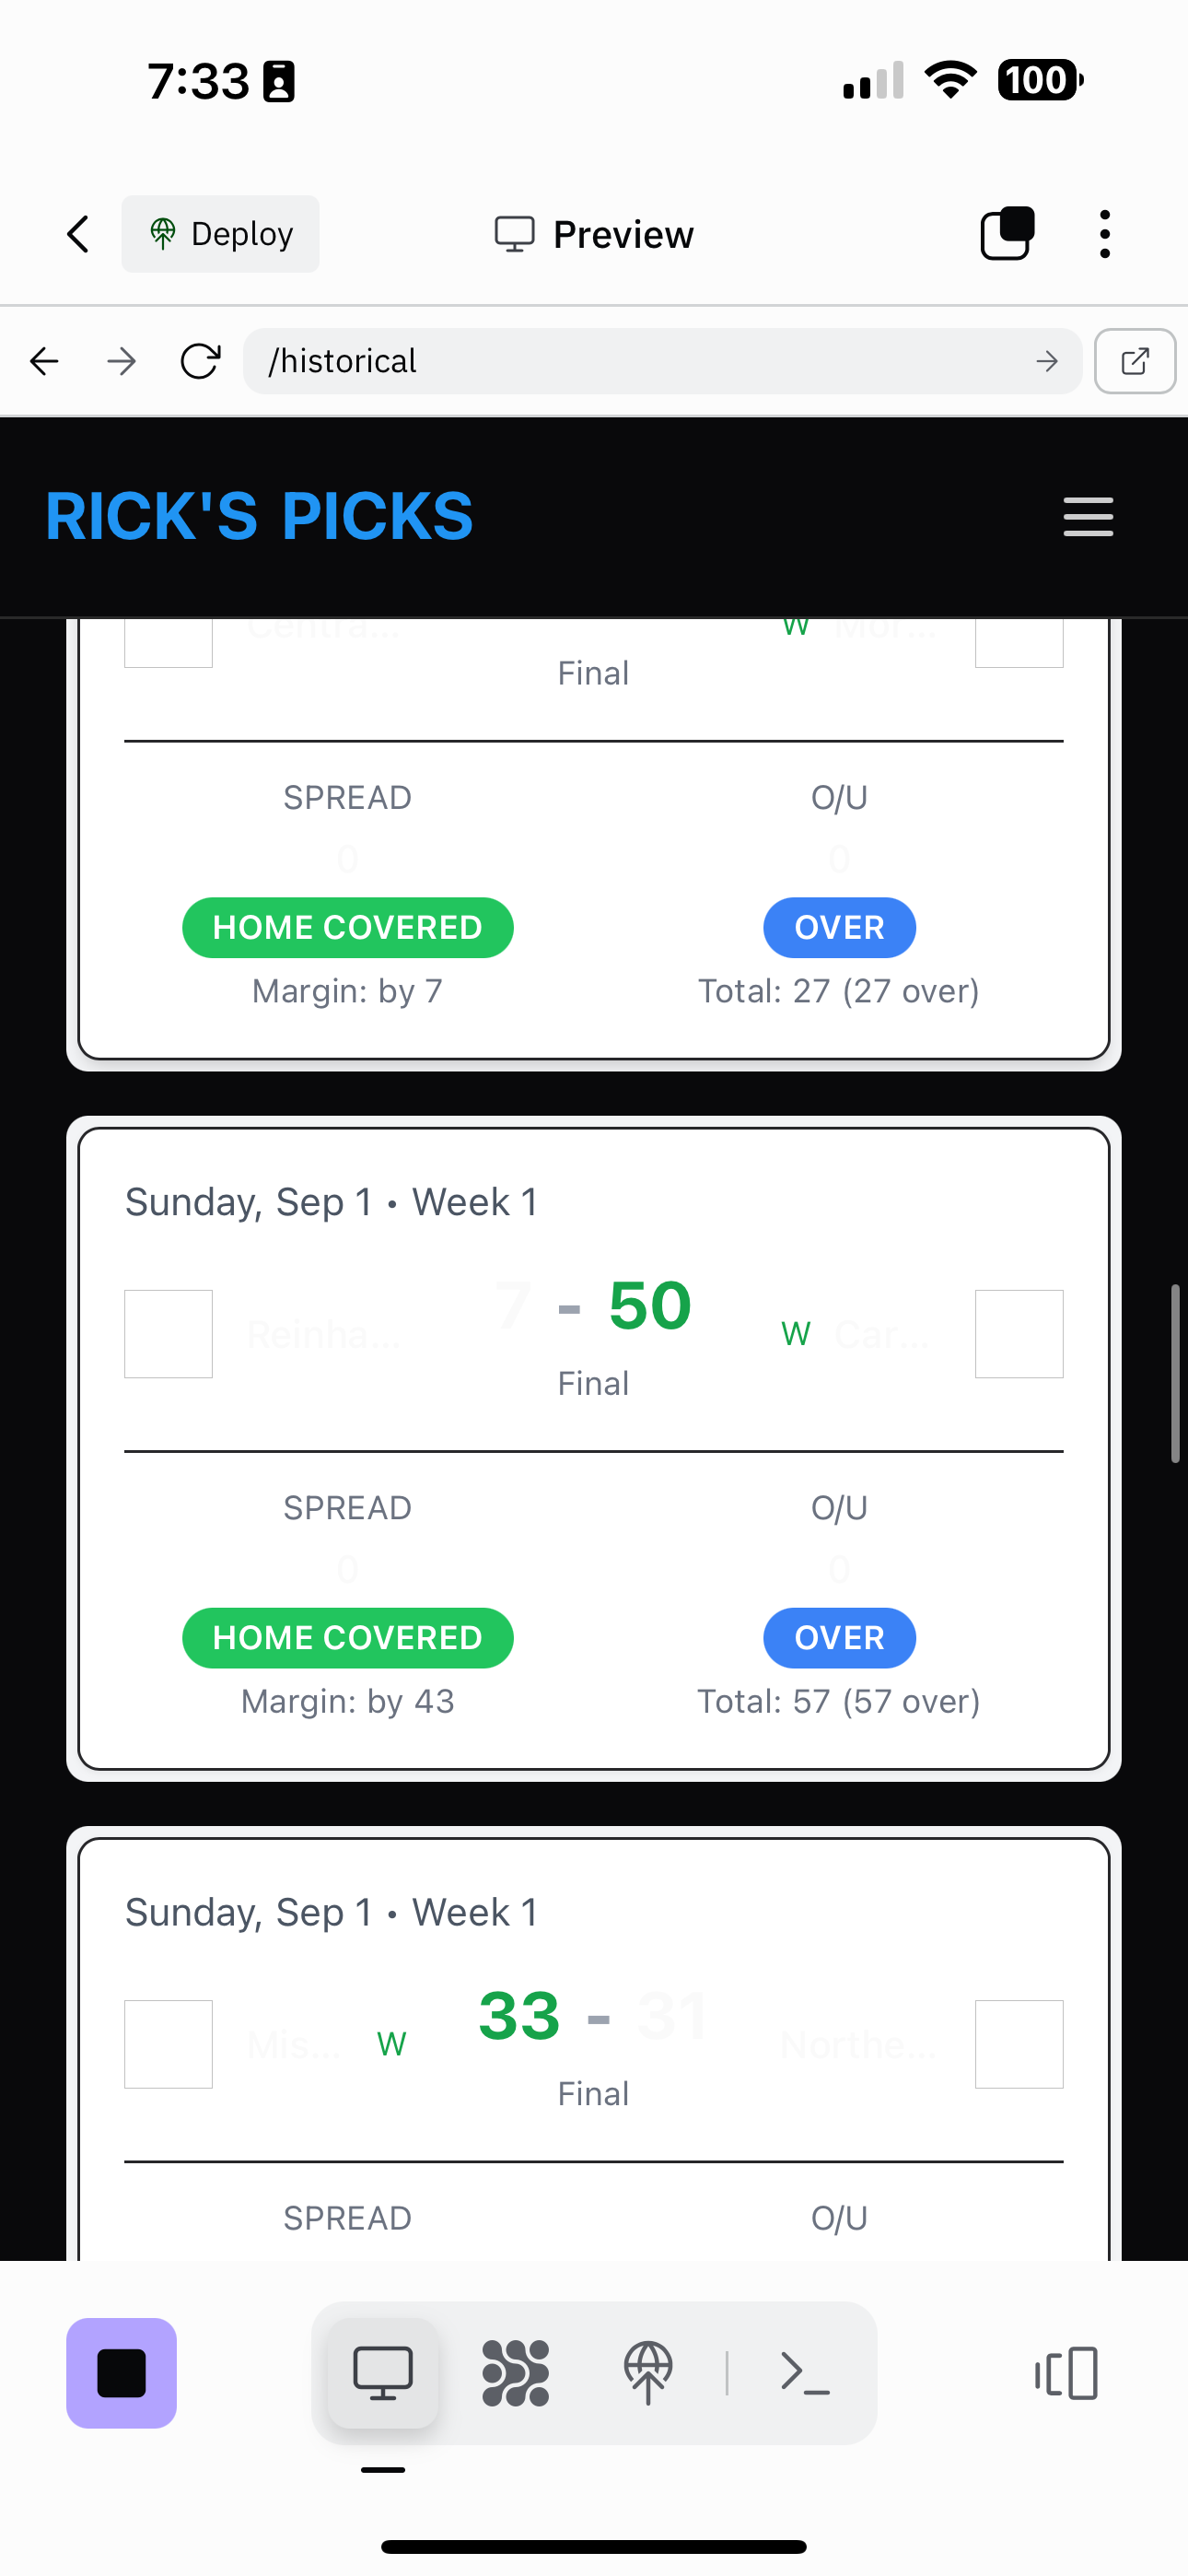 7:33
100
Deploy
Preview
/historical
RICK'S PICKS
Centra...
W Mor...
Final
SPREAD
O/U
0
0
HOME COVERED
OVER
Margin: by 7
Total: 27 (27 over)
Sunday, Sep 1 • Week 1
Reinha...
7 - 50
W Car...
Final
SPREAD
O/U
0
0
HOME COVERED
OVER
Margin: by 43
Total: 57 (57 over)
Sunday, Sep 1 • Week 1
Mis... W
33 - 31
Northe...
Final
SPREAD
O/U